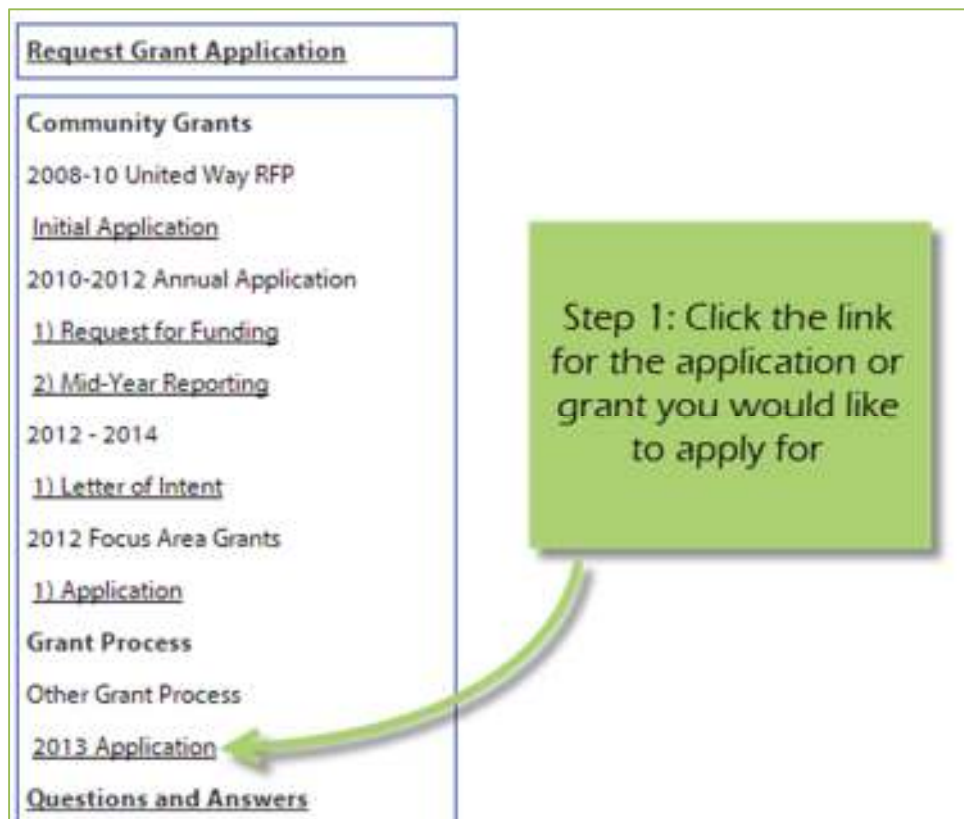 Request Grant Application
Community Grants
2008-10 United Way RFP
Initial Application
2010-2012 Annual Application
1) Request for Funding
2) Mid-Year Reporting
2012 - 2014
1) Letter of Intent
2012 Focus Area Grants
1) Application
Grant Process
Other Grant Process
2013 Application
Questions and Answers
Step 1: Click the link
for the application or
grant you would like
to apply for